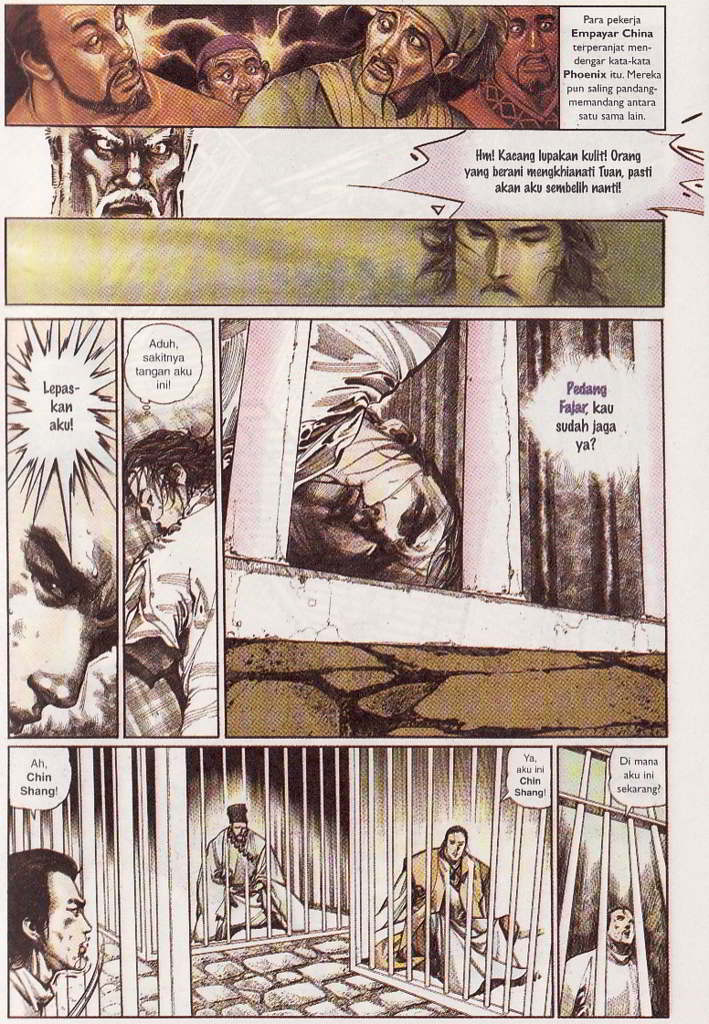 Para pekerja
Empayar China
terperanjat men-
dengar kata-kata
Phoenix itu. Mereka
pun saling pandang-
memandang antara
satu sama lain.
Hm! Kacang lupakan kulit! Orang
yang berani mengkhianati Tuan, pasti
akan aku sembelih nanti!
Lepas-
kan
aku!
Aduh,
sakitnya
tangan aku
ini!
Pedang
Fajar, kau
sudah jaga
ya?
Ah,
Chin
Shang!
Ya,
aku ini
Chin
Shang!
Di mana
aku ini
sekarang?